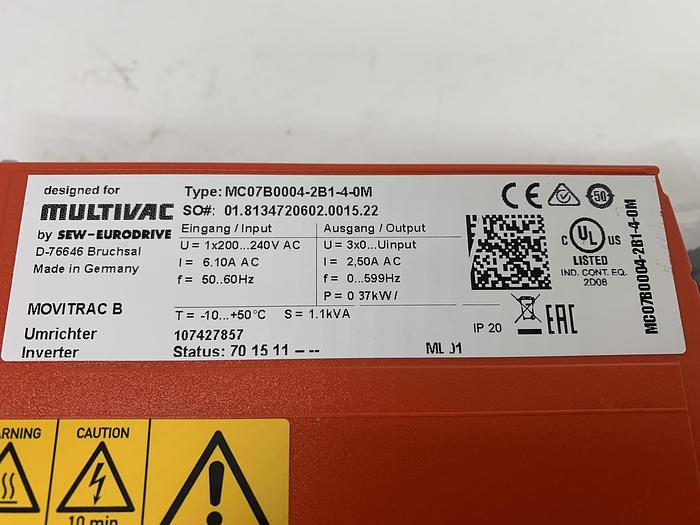 designed for
MULTIVAC
by SEW-EURODRIVE
D-76646 Bruchsal
Made in Germany
MOVITRAC B
Umrichter
Inverter
Type: MC07B0004-2B1-4-0M
SO#: 01.8134720602.0015.22
Eingang / Input
U = 1x200...240V AC
I = 6.10A AC
f = 50..60Hz
Ausgang / Output
U = 3x0...Uinput
I = 2,50A AC
f = 0...599Hz
P = 0.37kW /
T = -10...+50°C S = 1.1kVA
107427857
Status: 70 15 11 -- --
ML J1
IP 20
CE
50
C UL US
LISTED
IND. CONT. EQ.
2D08
EAC
MC07B0004-2B1-4-0M
CAUTION
10 min